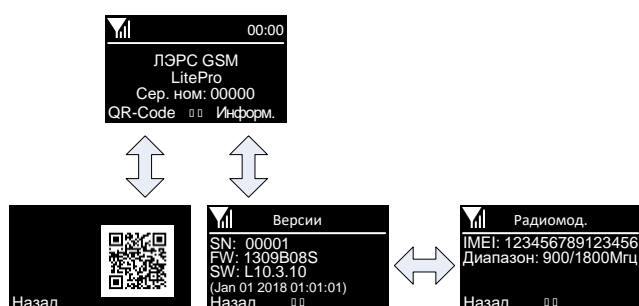 00:00
ЛЭРС GSM
LitePro
Сер. ном: 00000
QR-Code Информ.
Назад
Версии
SN: 00001
FW: 1309B08S
SW: L10.3.10
(Jan 01 2018 01:01:01)
Назад
Радиомод.
IMEI: 123456789123456
Диапазон: 900/1800Мгц
Назад